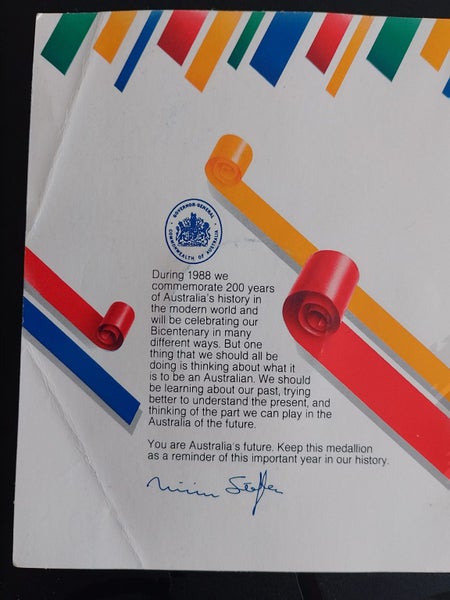 GOVERNOR-GENERAL
COMMONWEALTH OF AUSTRALIA
During 1988 we
commemorate 200 years
of Australia's history in
the modern world and
will be celebrating our
Bicentenary in many
different ways. But one
thing that we should all be
doing is thinking about what it
is to be an Australian. We should
be learning about our past, trying
better to understand the present, and
thinking of the part we can play in the
Australia of the future.
You are Australia's future. Keep this medallion
as a reminder of this important year in our history.